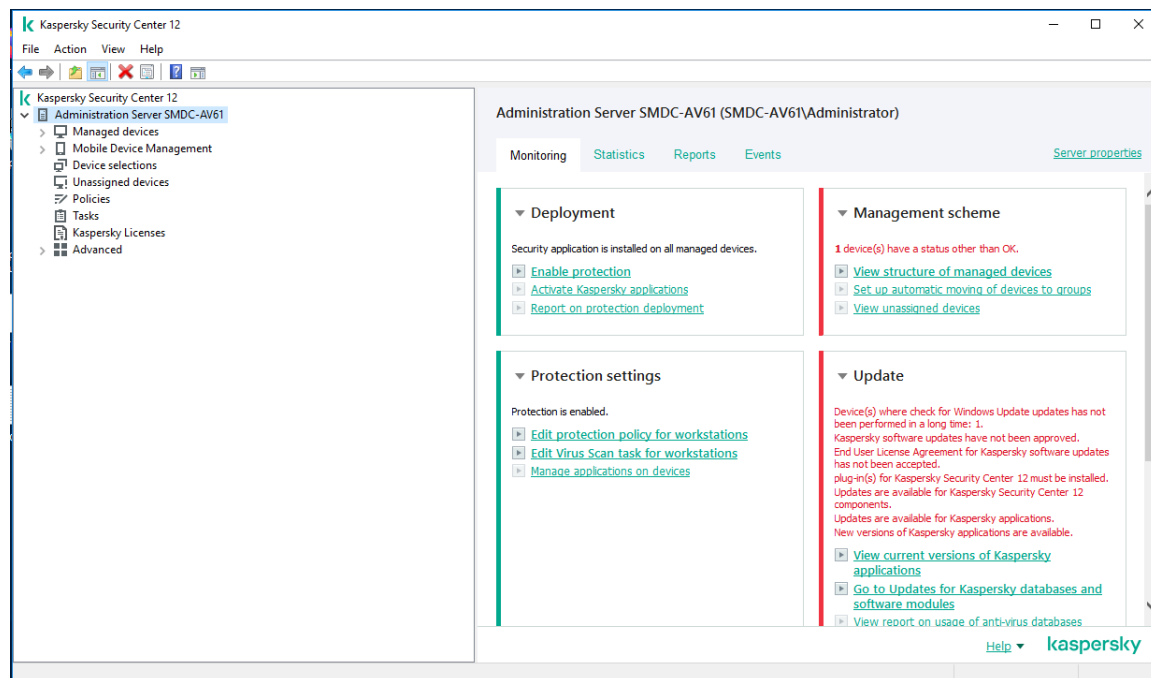 Kaspersky Security Center 12
File Action View Help
Kaspersky Security Center 12
Administration Server SMDC-AV61
Managed devices
Mobile Device Management
Device selections
Unassigned devices
Policies
Tasks
Kaspersky Licenses
Advanced
Administration Server SMDC-AV61 (SMDC-AV61\Administrator)
Monitoring Statistics Reports Events Server properties
Deployment
Security application is installed on all managed devices.
Enable protection
Activate Kaspersky applications
Report on protection deployment
Management scheme
1 device(s) have a status other than OK.
View structure of managed devices
Set up automatic moving of devices to groups
View unassigned devices
Protection settings
Protection is enabled.
Edit protection policy for workstations
Edit Virus Scan task for workstations
Manage applications on devices
Update
Device(s) where check for Windows Update updates has not
been performed in a long time: 1.
Kaspersky software updates have not been approved.
End User License Agreement for Kaspersky software updates
has not been accepted.
plug-in(s) for Kaspersky Security Center 12 must be installed.
Updates are available for Kaspersky Security Center 12
components.
Updates are available for Kaspersky applications.
New versions of Kaspersky applications are available.
View current versions of Kaspersky
applications
Go to Updates for Kaspersky databases and
software modules
View report on usage of anti-virus databases
Help kaspersky